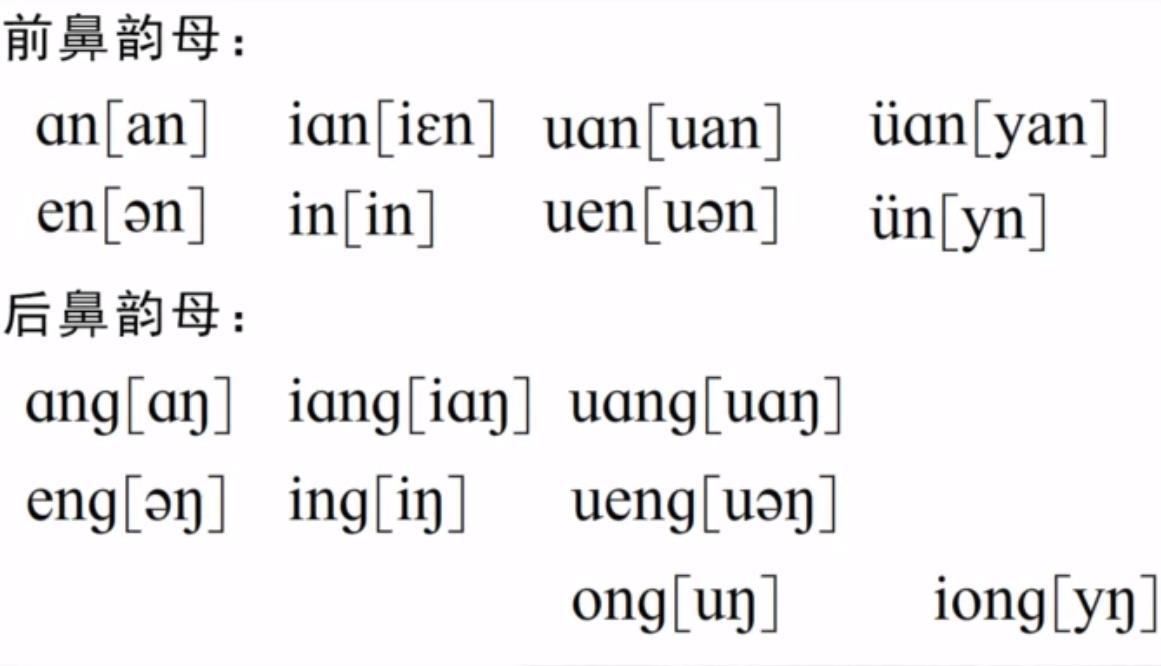 前鼻韵母：
ɑn[an] iɑn[iɛn] uɑn[uan] üɑn[yan]
en[ən] in[in] uen[uən] ün[yn]
后鼻韵母：
ɑng[ɑŋ] iɑng[iɑŋ] uɑng[uɑŋ]
eng[əŋ] ing[iŋ] ueng[uəŋ]
ong[uŋ] iong[yŋ]